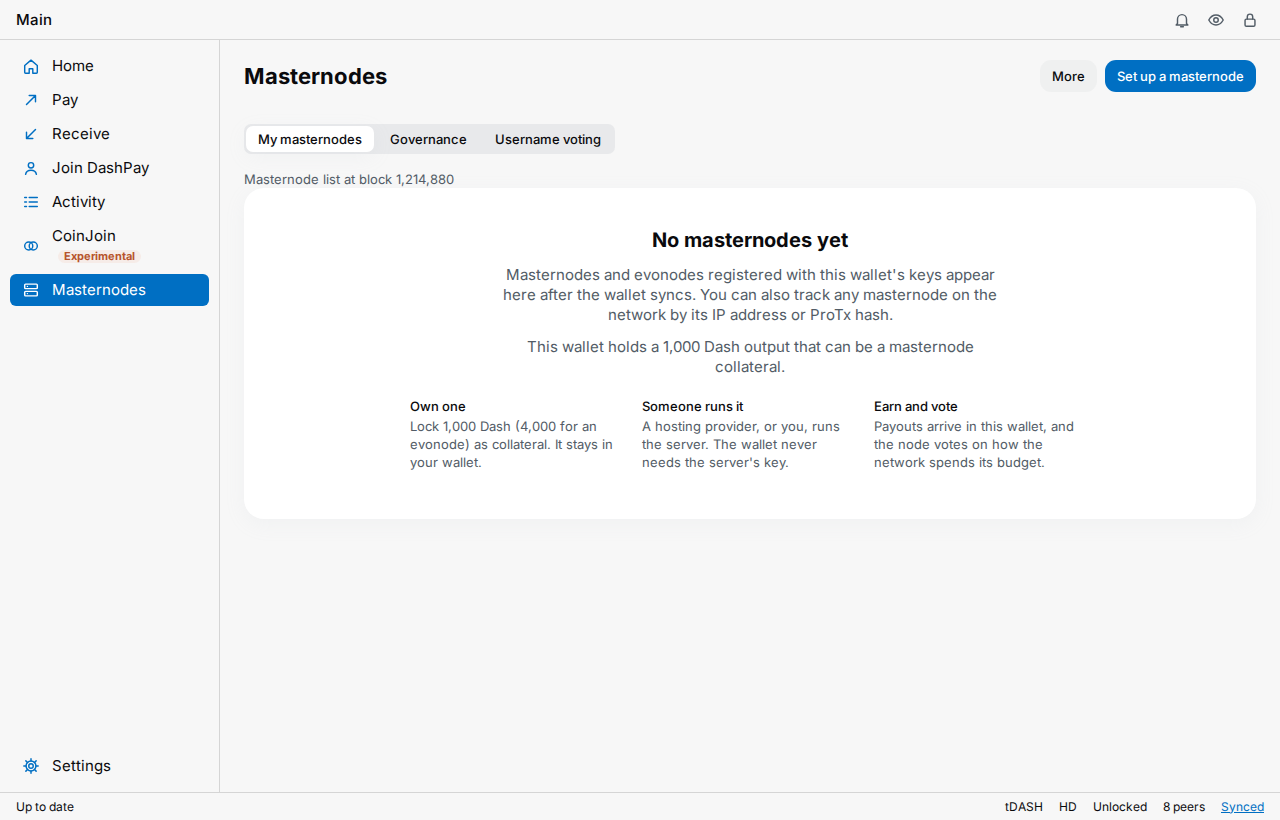 Main
Home
Pay
Receive
Join DashPay
Activity
CoinJoin
Experimental
Masternodes
Settings
Masternodes
More
Set up a masternode
My masternodes
Governance
Username voting
Masternode list at block 1,214,880
No masternodes yet
Masternodes and evonodes registered with this wallet's keys appear
here after the wallet syncs. You can also track any masternode on the
network by its IP address or ProTx hash.
This wallet holds a 1,000 Dash output that can be a masternode
collateral.
Own one
Lock 1,000 Dash (4,000 for an
evonode) as collateral. It stays in
your wallet.
Someone runs it
A hosting provider, or you, runs
the server. The wallet never
needs the server's key.
Earn and vote
Payouts arrive in this wallet, and
the node votes on how the
network spends its budget.
Up to date
tDASH
HD
Unlocked
8 peers
Synced